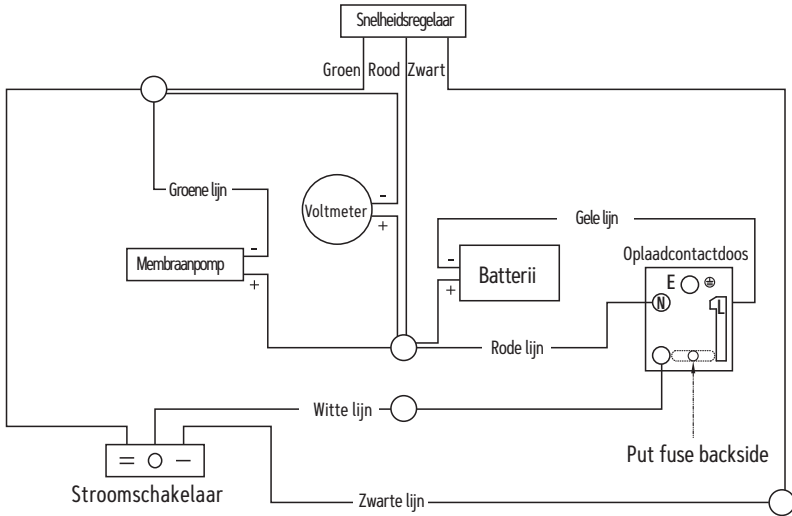 Snelheidsregelaar
Groen Rood Zwart
Groene lijn
-
Voltmeter
+
Gele lijn
Membraanpomp
-
+
-
Batterii
+
Oplaadcontactdoos
E
N
L
Rode lijn
Witte lijn
Put fuse backside
Stroomschakelaar
Zwarte lijn